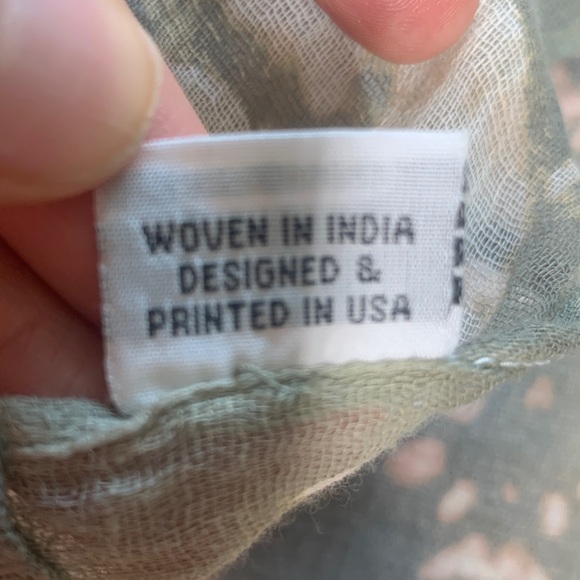 WOVEN IN INDIA
DESIGNED &
PRINTED IN USA